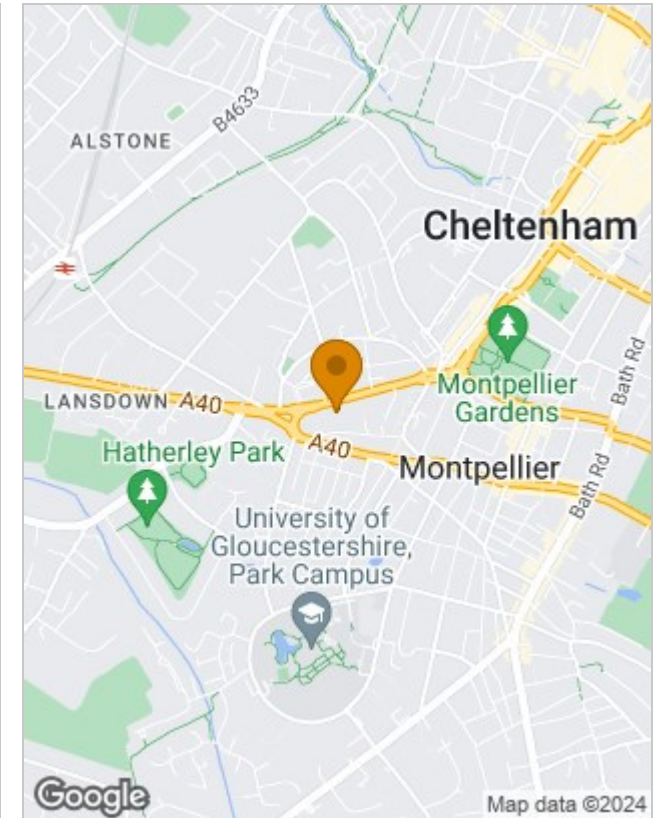 B4633
ALSTONE
Cheltenham
Montpellier
Gardens
Bath Rd
LANSDOWN
A40
A40
Hatherley Park
Montpellier
Bath Rd
University of
Gloucestershire,
Park Campus
Google
Map data ©2024